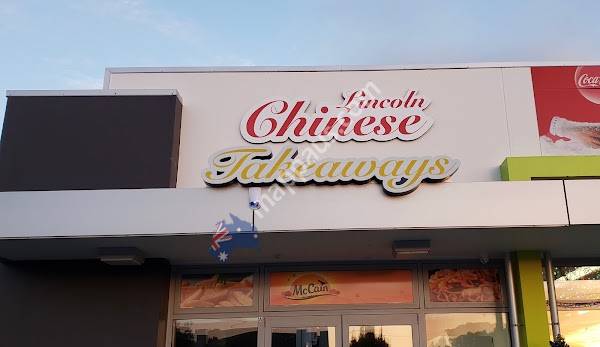 Lincoln
Chinese
Takeaways
Coca
McCain